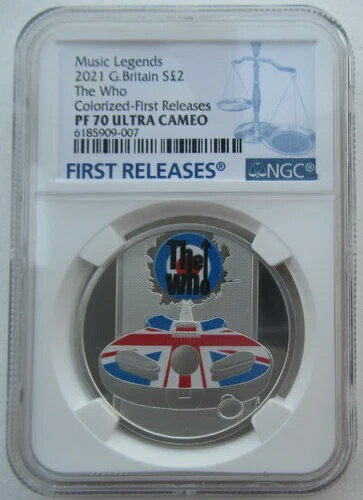 Music Legends
2021 G.Britain S£2
The Who
Colorized-First Releases
PF 70 ULTRA CAMEO
6185909-007
FIRST RELEASES®
NGC®
The
Who